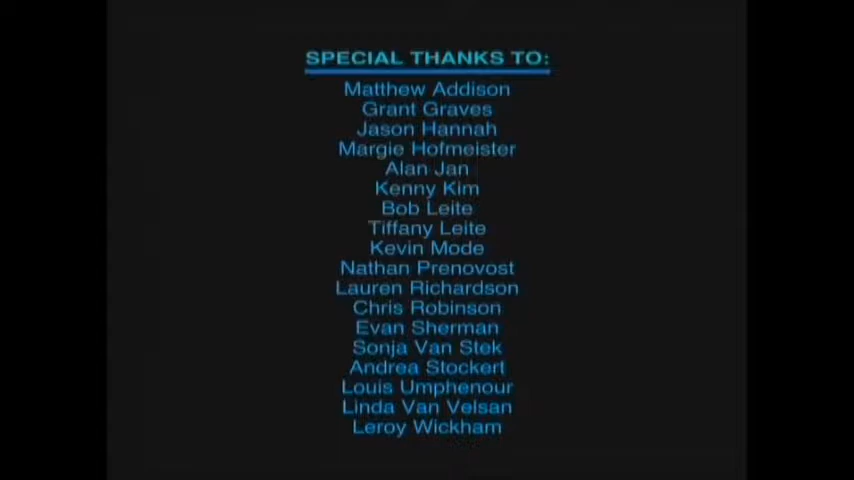 SPECIAL THANKS TO:
Matthew Addison
Grant Graves
Jason Hannah
Margie Hofmeister
Alan Jan
Kenny Kim
Bob Leite
Tiffany Leite
Kevin Mode
Nathan Prenovost
Lauren Richardson
Chris Robinson
Evan Sherman
Sonja Van Stek
Andrea Stockert
Louis Umphenour
Linda Van Velsan
Leroy Wickham